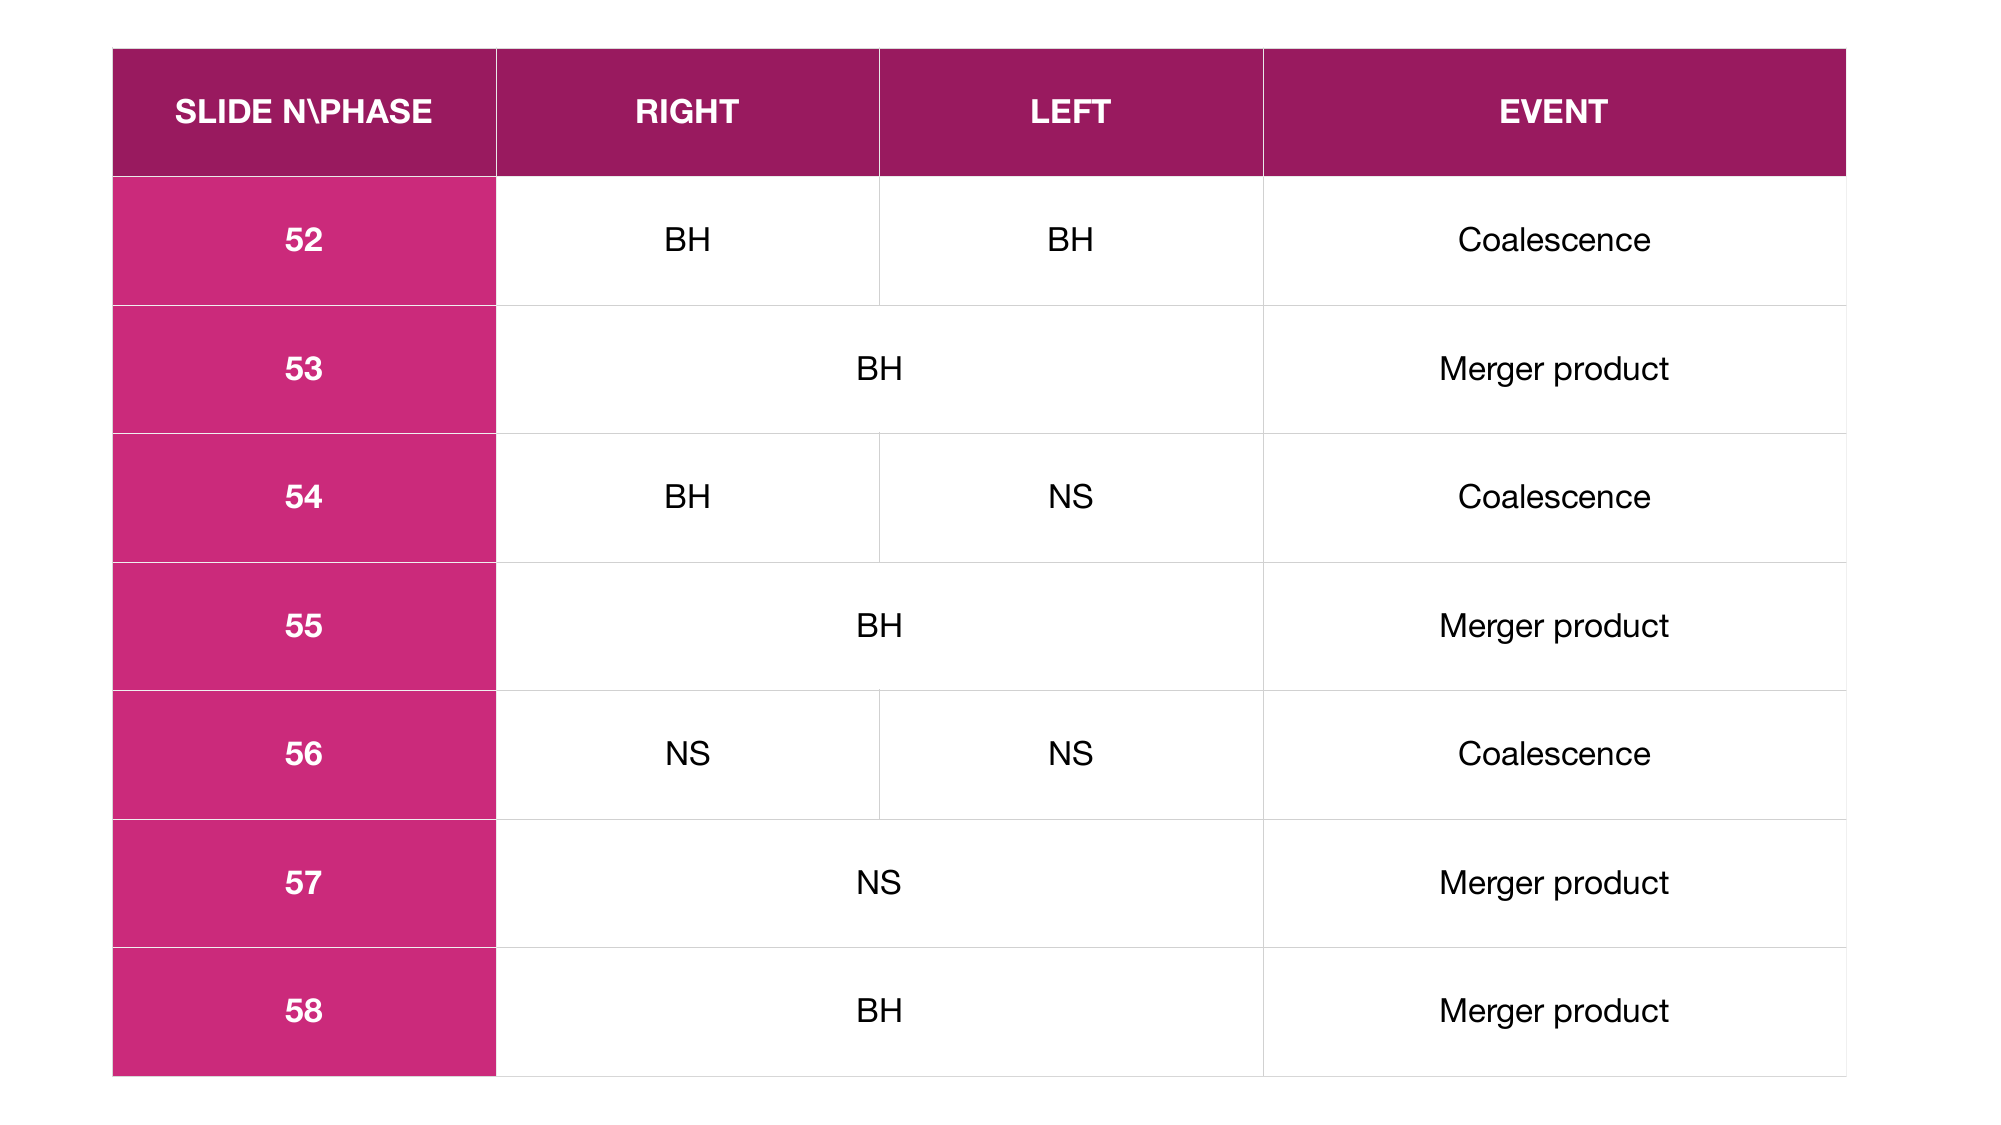 SLIDE N\PHASE RIGHT LEFT EVENT
52 BH BH Coalescence
53 BH Merger product
54 BH NS Coalescence
55 BH Merger product
56 NS NS Coalescence
57 NS Merger product
58 BH Merger product